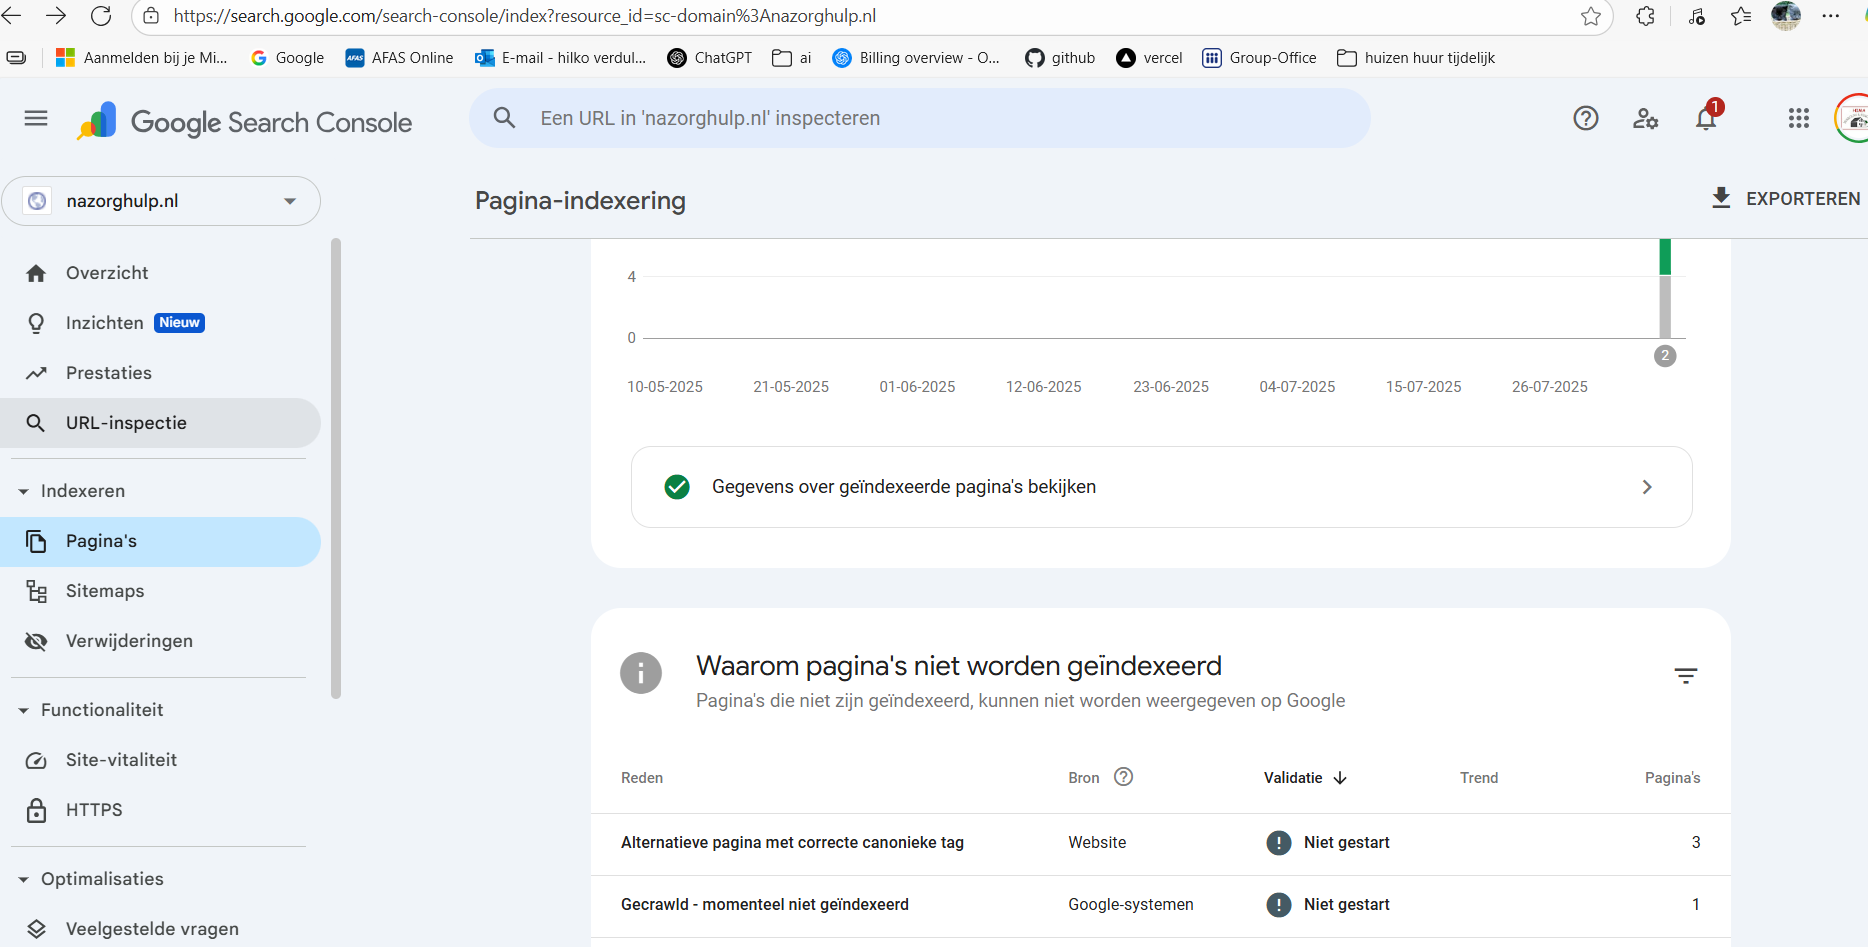 https://search.google.com/search-console/index?resource_id=sc-domain%3Anazorghulp.nl
Aanmelden bij je Mi...
Google
AFAS Online
E-mail - hilko verdul...
ChatGPT
ai
Billing overview - O...
github
vercel
Group-Office
huizen huur tijdelijk
Google Search Console
Een URL in 'nazorghulp.nl' inspecteren
1
nazorghulp.nl
Pagina-indexering
EXPORTEREN
Overzicht
Inzichten Nieuw
Prestaties
URL-inspectie
Indexeren
Pagina's
Sitemaps
Verwijderingen
Functionaliteit
Site-vitaliteit
HTTPS
Optimalisaties
Veelgestelde vragen
4
0
2
10-05-2025 21-05-2025 01-06-2025 12-06-2025 23-06-2025 04-07-2025 15-07-2025 26-07-2025
Gegevens over geïndexeerde pagina's bekijken
Waarom pagina's niet worden geïndexeerd
Pagina's die niet zijn geïndexeerd, kunnen niet worden weergegeven op Google
Reden Bron Validatie Trend Pagina's
Alternatieve pagina met correcte canonieke tag Website Niet gestart 3
Gecrawld - momenteel niet geïndexeerd Google-systemen Niet gestart 1